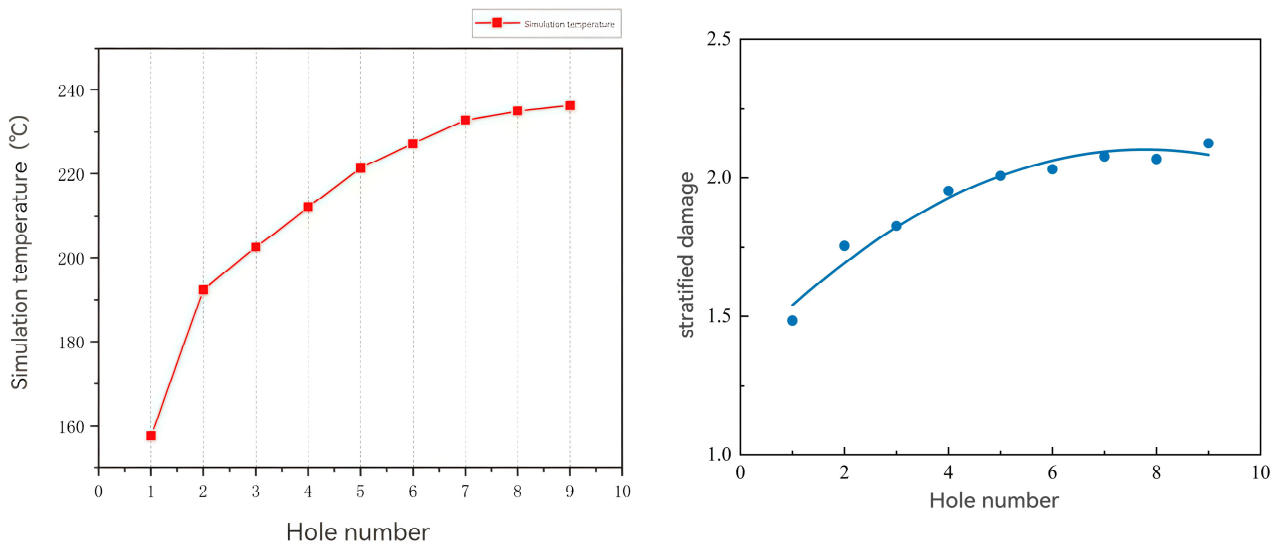 Simulation temperature
Simulation temperature (℃)
240
220
200
180
160
0 1 2 3 4 5 6 7 8 9 10
Hole number
stratified damage
2.5
2.0
1.5
1.0
0 2 4 6 8 10
Hole number